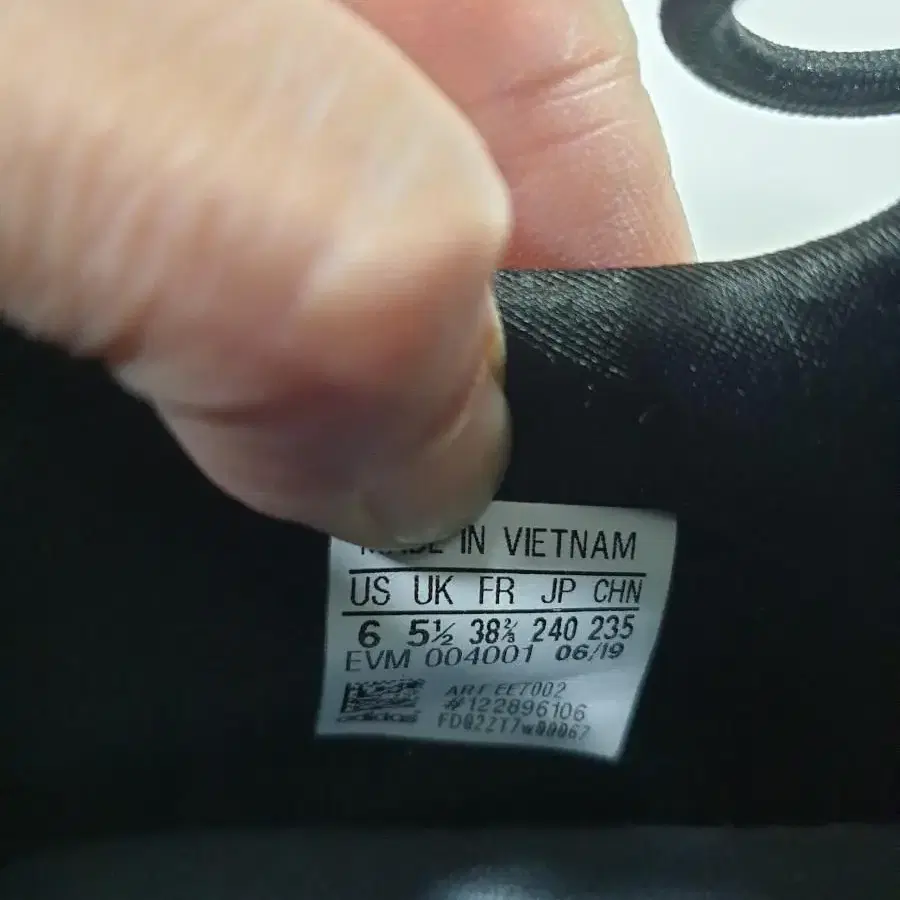 MADE IN VIETNAM
US UK FR JP CHN
6 5½ 38⅔ 240 235
EVM 004001 06/19
ART EE7002
#122896106
adidas